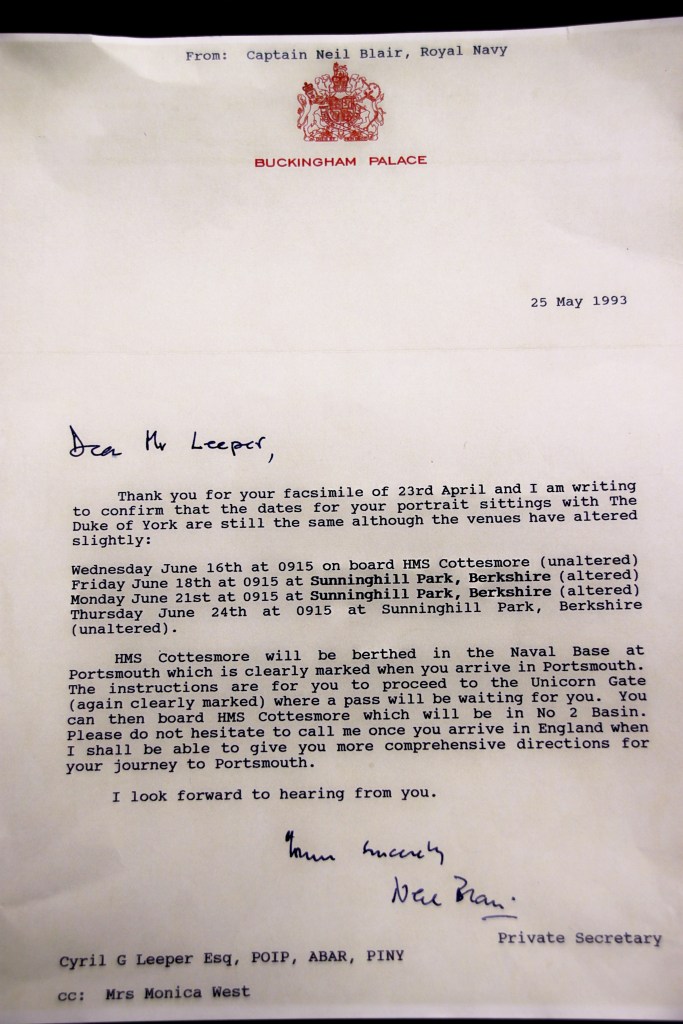 From: Captain Neil Blair, Royal Navy
BUCKINGHAM PALACE
25 May 1993
Dear Mr Leeper,
Thank you for your facsimile of 23rd April and I am writing
to confirm that the dates for your portrait sittings with The
Duke of York are still the same although the venues have altered
slightly:
Wednesday June 16th at 0915 on board HMS Cottesmore (unaltered)
Friday June 18th at 0915 at Sunninghill Park, Berkshire (altered)
Monday June 21st at 0915 at Sunninghill Park, Berkshire (altered)
Thursday June 24th at 0915 at Sunninghill Park, Berkshire
(unaltered).
HMS Cottesmore will be berthed in the Naval Base at
Portsmouth which is clearly marked when you arrive in Portsmouth.
The instructions are for you to proceed to the Unicorn Gate
(again clearly marked) where a pass will be waiting for you. You
can then board HMS Cottesmore which will be in No 2 Basin.
Please do not hesitate to call me once you arrive in England when
I shall be able to give you more comprehensive directions for
your journey to Portsmouth.
I look forward to hearing from you.
Yours sincerely
Neil Blair
Private Secretary
Cyril G Leeper Esq, POIP, ABAR, PINY
cc: Mrs Monica West